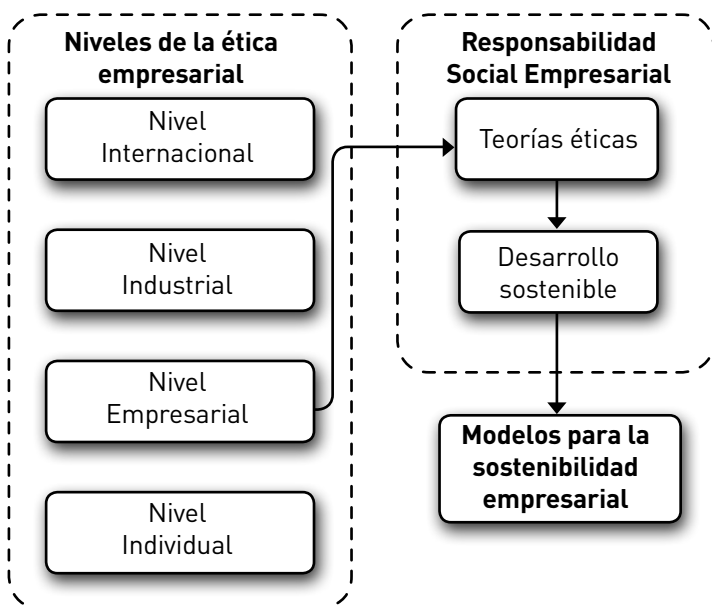 Niveles de la ética
empresarial
Nivel
Internacional
Nivel
Industrial
Nivel
Empresarial
Nivel
Individual
Responsabilidad
Social Empresarial
Teorías éticas
Desarrollo
sostenible
Modelos para la
sostenibilidad
empresarial